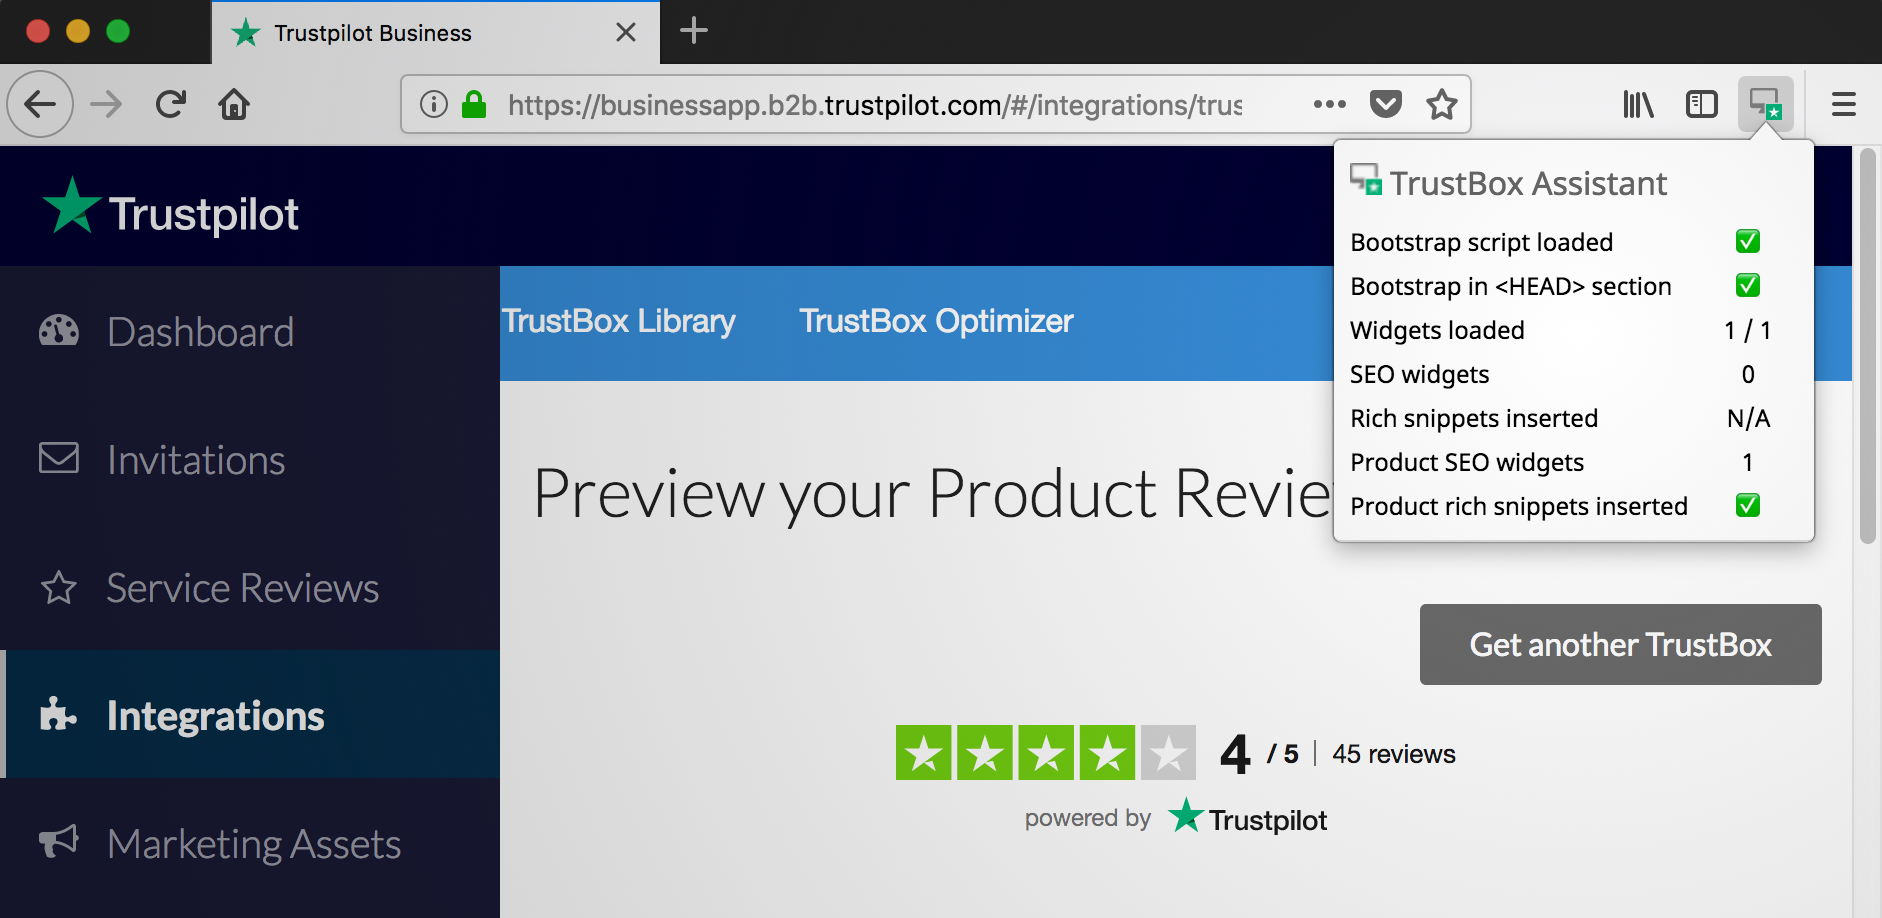 Trustpilot Business
https://businessapp.b2b.trustpilot.com/#/integrations/trus
TrustBox Assistant
Bootstrap script loaded ✅
Bootstrap in <HEAD> section ✅
Widgets loaded 1 / 1
SEO widgets 0
Rich snippets inserted N/A
Product SEO widgets 1
Product rich snippets inserted ✅
Trustpilot
Dashboard
Invitations
Service Reviews
Integrations
Marketing Assets
TrustBox Library TrustBox Optimizer
Preview your Product Revie
Get another TrustBox
4 / 5 | 45 reviews
powered by Trustpilot